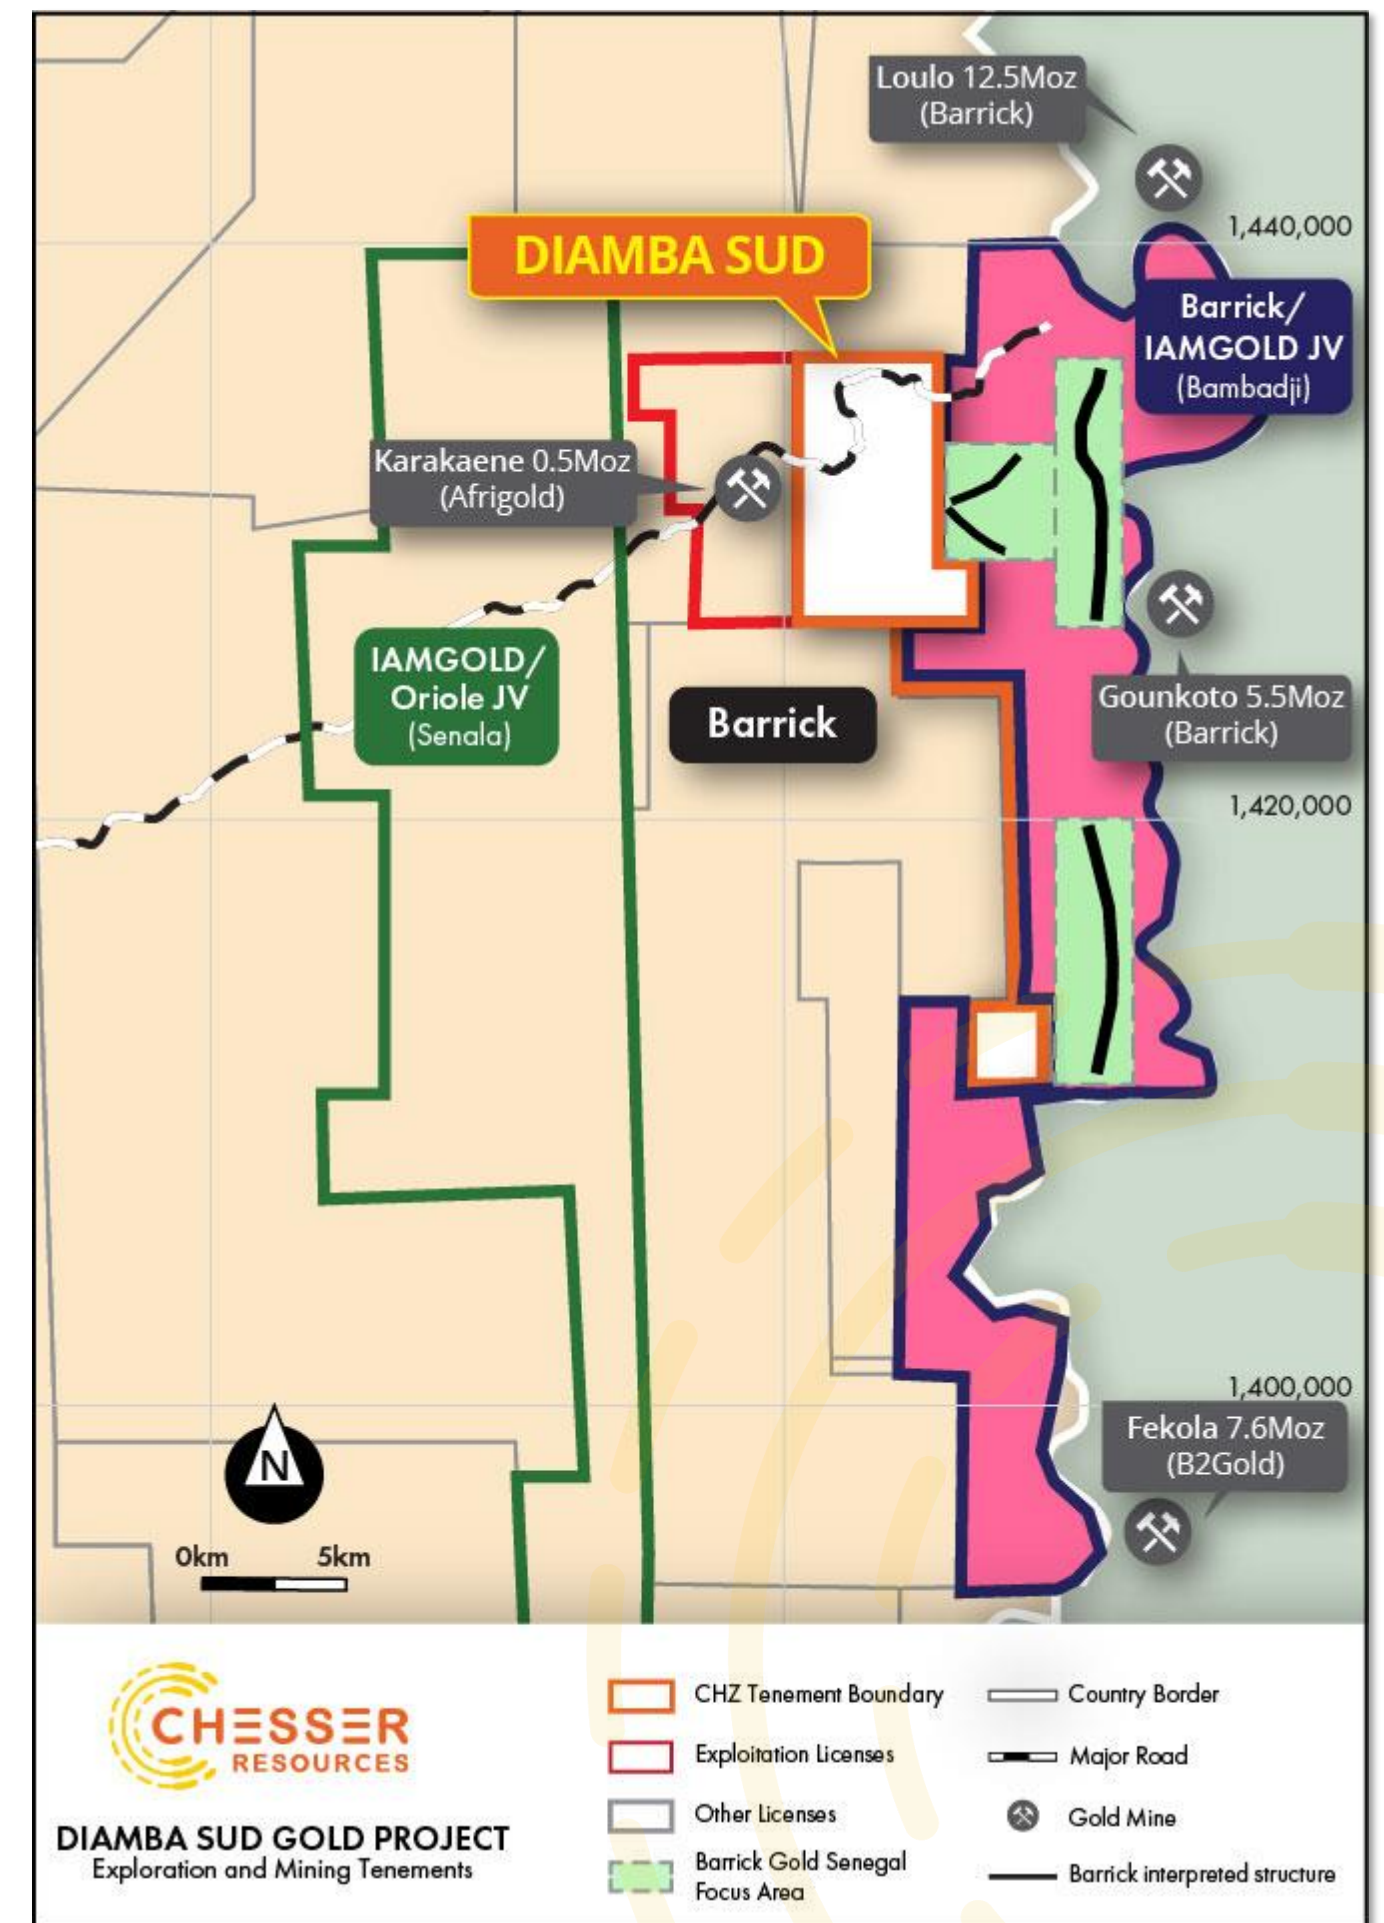 Loulo 12.5Moz
(Barrick)
1,440,000
DIAMBA SUD
Barrick/
IAMGOLD JV
(Bambadji)
Karakaene 0.5Moz
(Afrigold)
IAMGOLD/
Oriole JV
(Senala)
Barrick
Gounkoto 5.5Moz
(Barrick)
1,420,000
1,400,000
Fekola 7.6Moz
(B2Gold)
N
0km 5km
CHESSER
RESOURCES
DIAMBA SUD GOLD PROJECT
Exploration and Mining Tenements
CHZ Tenement Boundary
Exploitation Licenses
Other Licenses
Barrick Gold Senegal
Focus Area
Country Border
Major Road
Gold Mine
Barrick interpreted structure